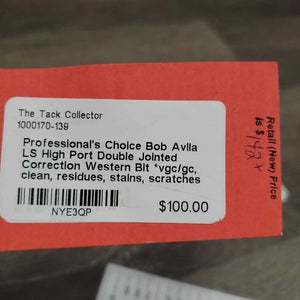 The Tack Collector
1000170-139
Professional's Choice Bob Avila
LS High Port Double Jointed
Correction Western Bit *vgc/gc,
clean, residues, stains, scratches
$100.00
NYE3QP
Retail (New) Price
is $142+